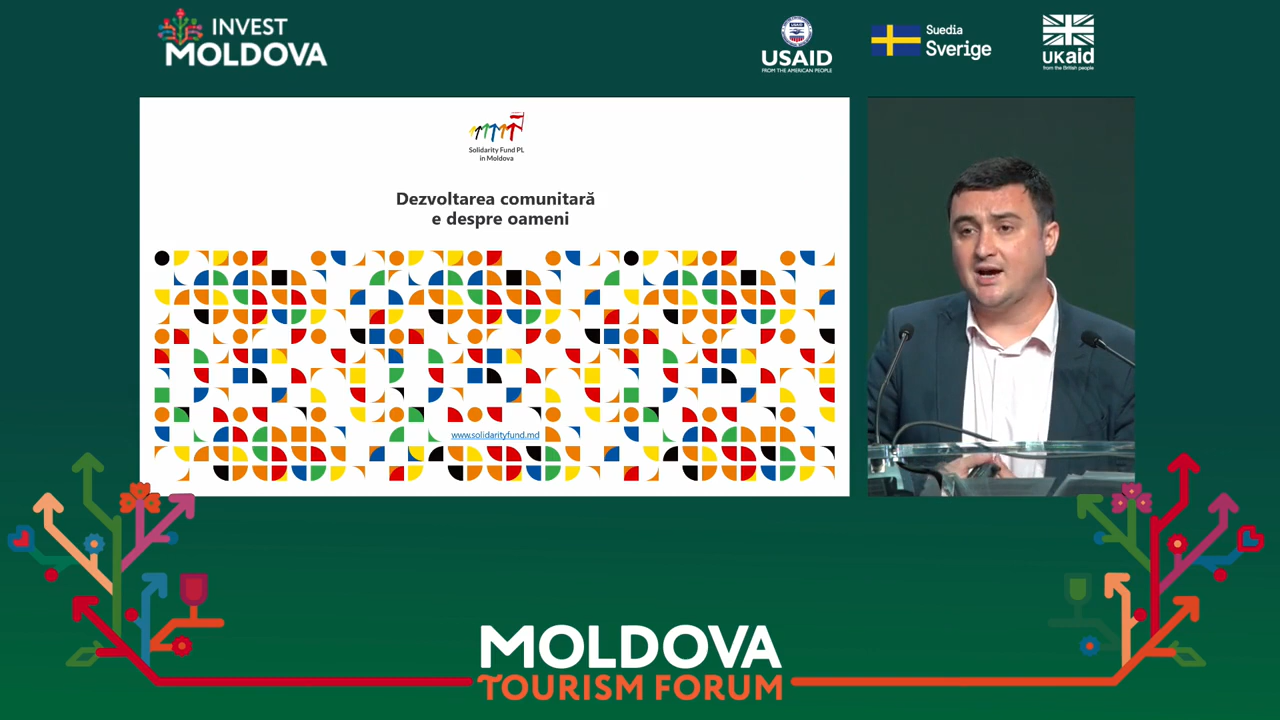 INVEST
MOLDOVA
USAID
FROM THE AMERICAN PEOPLE
Suedia
Sverige
UKaid
from the British people
Solidarity Fund PL
in Moldova
Dezvoltarea comunitară
e despre oameni
www.solidarityfund.md
MOLDOVA
TOURISM FORUM